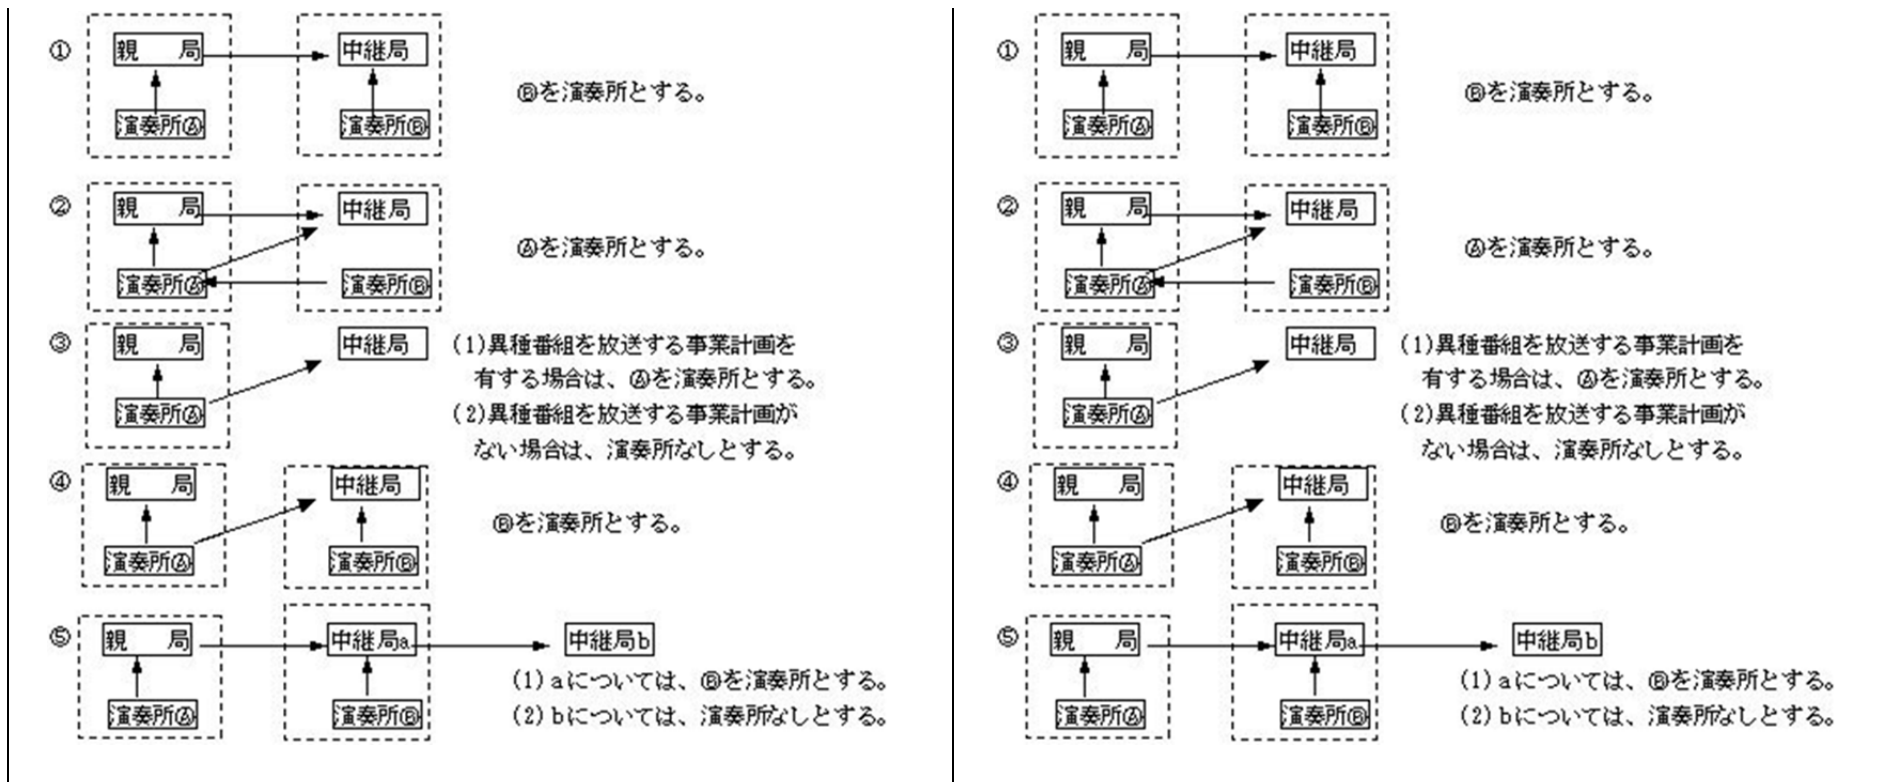 ①
親　局
中継局
Ⓑを演奏所とする。
演奏所Ⓐ
演奏所Ⓑ
②
親　局
中継局
Ⓐを演奏所とする。
演奏所Ⓐ
演奏所Ⓑ
③
親　局
中継局
(1)異種番組を放送する事業計画を
有する場合は、Ⓐを演奏所とする。
演奏所Ⓐ
(2)異種番組を放送する事業計画が
ない場合は、演奏所なしとする。
④
親　局
中継局
Ⓑを演奏所とする。
演奏所Ⓐ
演奏所Ⓑ
⑤
親　局
中継局a
中継局b
(1)aについては、Ⓑを演奏所とする。
演奏所Ⓐ
演奏所Ⓑ
(2)bについては、演奏所なしとする。
①
親　局
中継局
Ⓑを演奏所とする。
演奏所Ⓐ
演奏所Ⓑ
②
親　局
中継局
Ⓐを演奏所とする。
演奏所Ⓐ
演奏所Ⓑ
③
親　局
中継局
(1)異種番組を放送する事業計画を
有する場合は、Ⓐを演奏所とする。
演奏所Ⓐ
(2)異種番組を放送する事業計画が
ない場合は、演奏所なしとする。
④
親　局
中継局
Ⓑを演奏所とする。
演奏所Ⓐ
演奏所Ⓑ
⑤
親　局
中継局a
中継局b
(1)aについては、Ⓑを演奏所とする。
演奏所Ⓐ
演奏所Ⓑ
(2)bについては、演奏所なしとする。